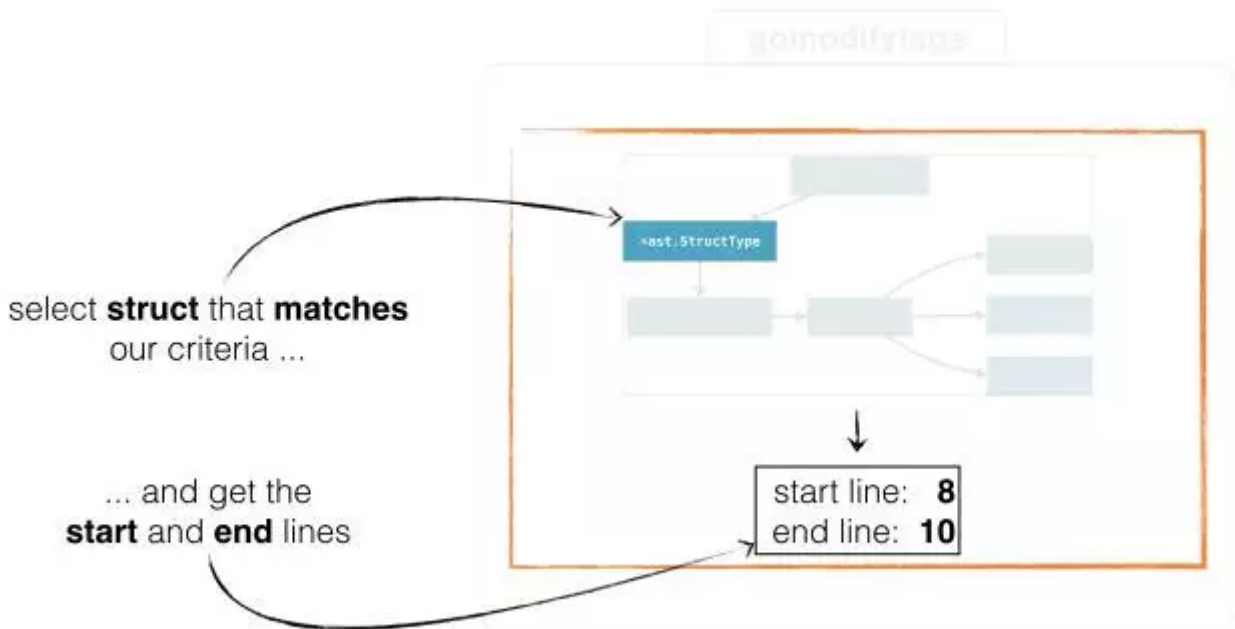 gomodifytags
*ast.StructType
select struct that matches
our criteria ...
... and get the
start and end lines
start line: 8
end line: 10